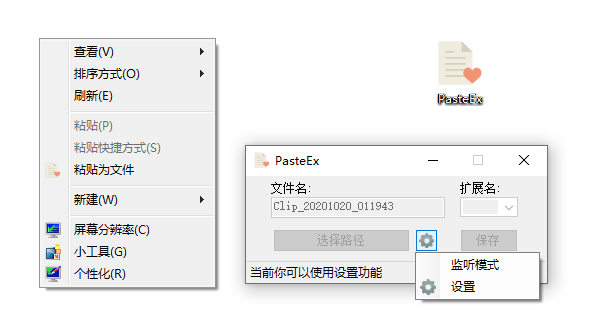 查看(V)
排序方式(O)
刷新(E)
粘贴(P)
粘贴快捷方式(S)
粘贴为文件
新建(W)
屏幕分辨率(C)
小工具(G)
个性化(R)
PasteEx
PasteEx
文件名:
扩展名:
Clip_20201020_011943
选择路径
保存
当前你可以使用设置功能
监听模式
设置